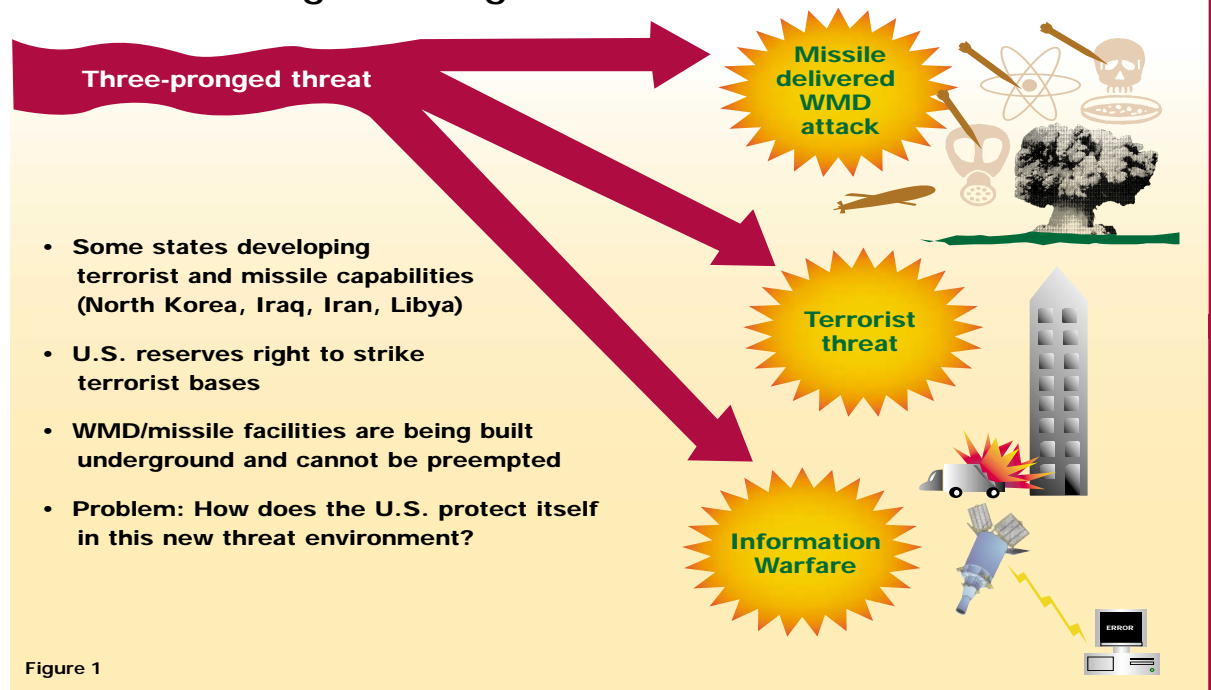 Three-pronged threat
Missile
delivered
WMD
attack
• Some states developing
terrorist and missile capabilities
(North Korea, Iraq, Iran, Libya)
• U.S. reserves right to strike
terrorist bases
• WMD/missile facilities are being built
underground and cannot be preempted
• Problem: How does the U.S. protect itself
in this new threat environment?
Terrorist
threat
Information
Warfare
ERROR
Figure 1